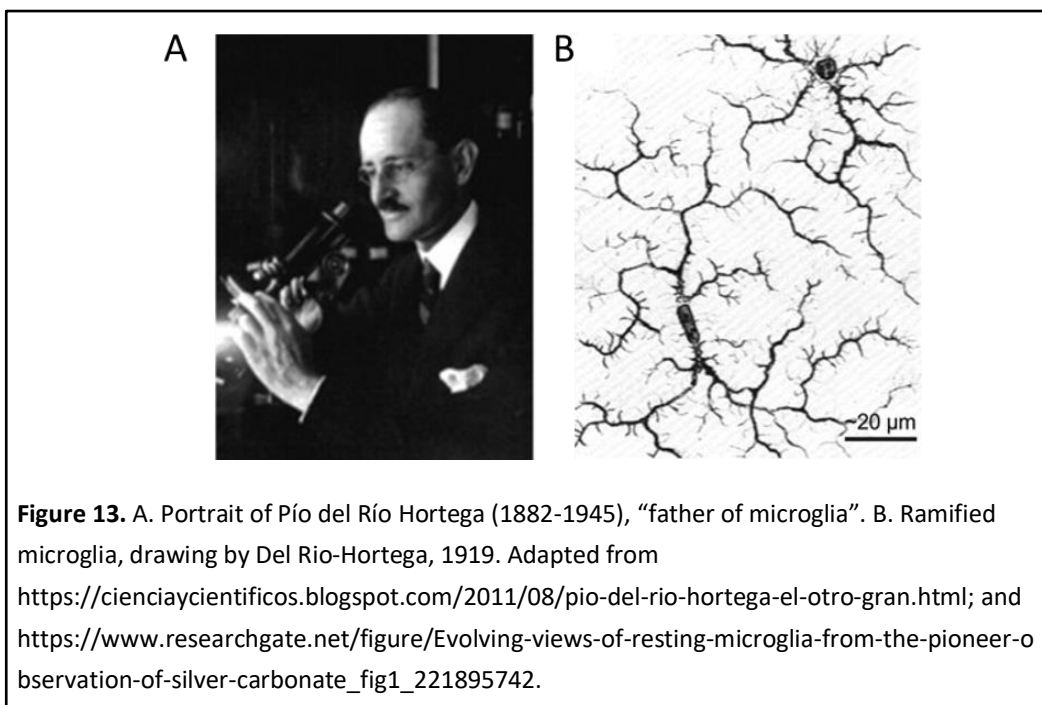 A
B
20 µm
Figure 13. A. Portrait of Pío del Río Hortega (1882-1945), “father of microglia”. B. Ramified
microglia, drawing by Del Rio-Hortega, 1919. Adapted from
https://cienciaycientificos.blogspot.com/2011/08/pio-del-rio-hortega-el-otro-gran.html; and
https://www.researchgate.net/figure/Evolving-views-of-resting-microglia-from-the-pioneer-o
bservation-of-silver-carbonate_fig1_221895742.